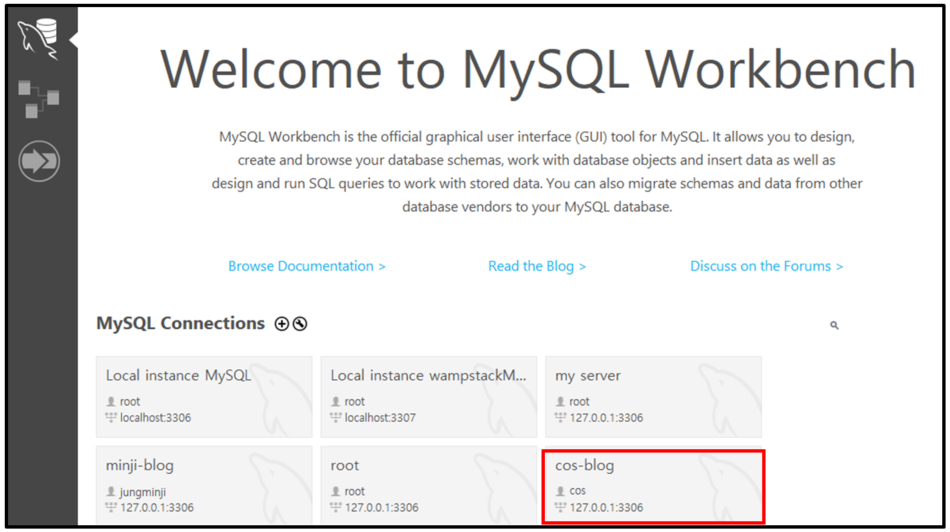 Welcome to MySQL Workbench
MySQL Workbench is the official graphical user interface (GUI) tool for MySQL. It allows you to design,
create and browse your database schemas, work with database objects and insert data as well as
design and run SQL queries to work with stored data. You can also migrate schemas and data from other
database vendors to your MySQL database.
Browse Documentation >
Read the Blog >
Discuss on the Forums >
MySQL Connections
Local instance MySQL
root
localhost:3306
Local instance wampstackM...
root
localhost:3307
my server
root
127.0.0.1:3306
minji-blog
jungminji
127.0.0.1:3306
root
root
127.0.0.1:3306
cos-blog
cos
127.0.0.1:3306